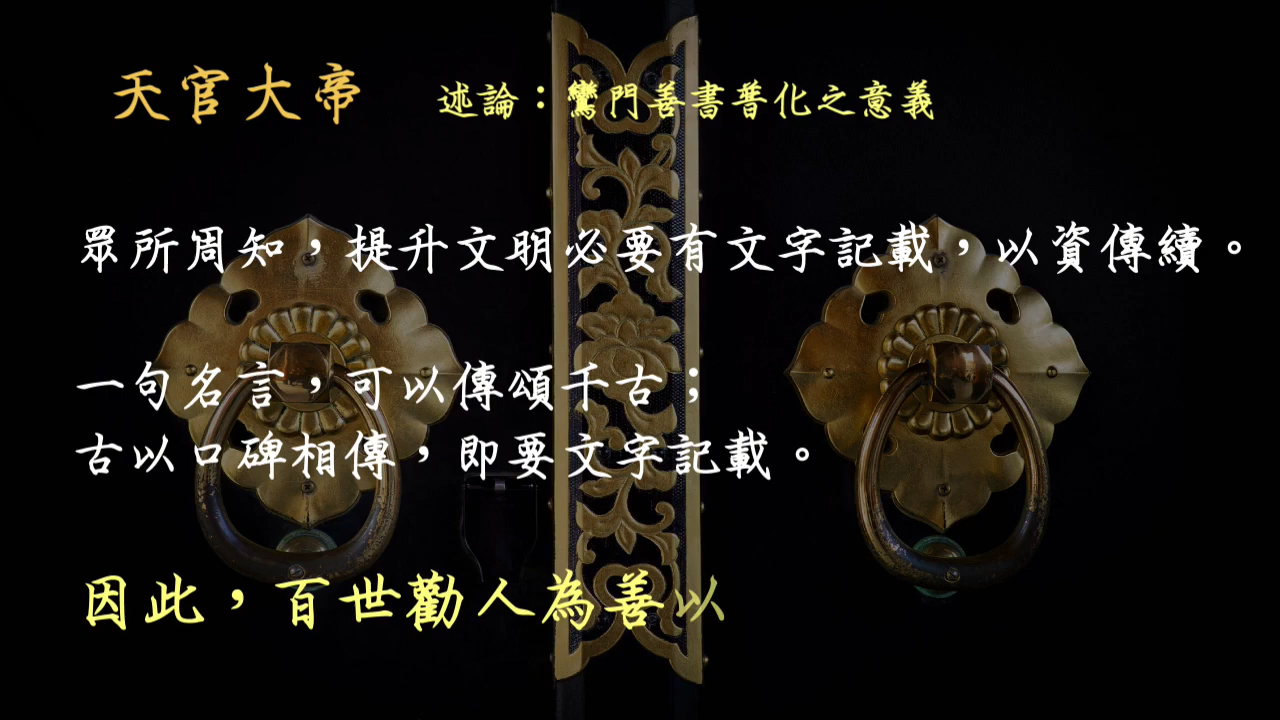 天官大帝 述論：鸞門善書普化之意義
眾所周知，提升文明必要有文字記載，以資傳續。
一句名言，可以傳頌千古；
古以口碑相傳，即要文字記載。
因此，百世勸人為善以